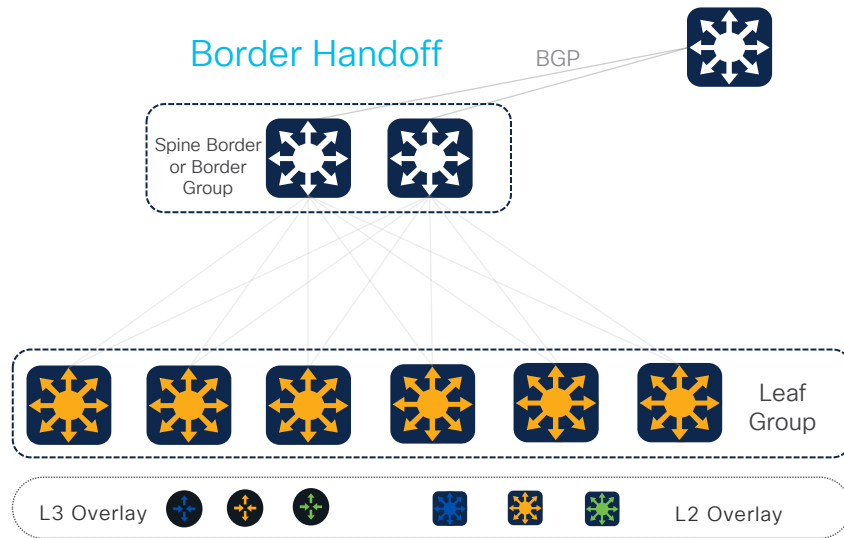 Border Handoff
BGP
Spine Border
or Border
Group
Leaf
Group
L3 Overlay
L2 Overlay